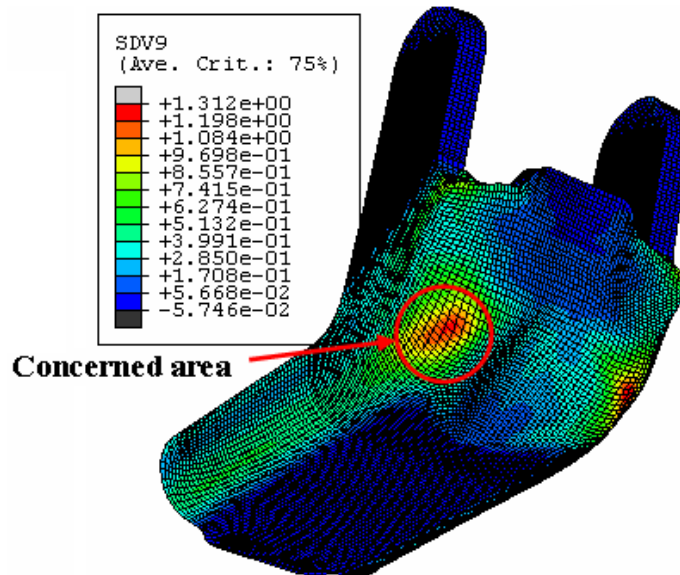 SDV9
(Ave. Crit.: 75%)
+1.312e+00
+1.198e+00
+1.084e+00
+9.698e-01
+8.557e-01
+7.415e-01
+6.274e-01
+5.132e-01
+3.991e-01
+2.850e-01
+1.708e-01
+5.668e-02
-5.746e-02
Concerned area